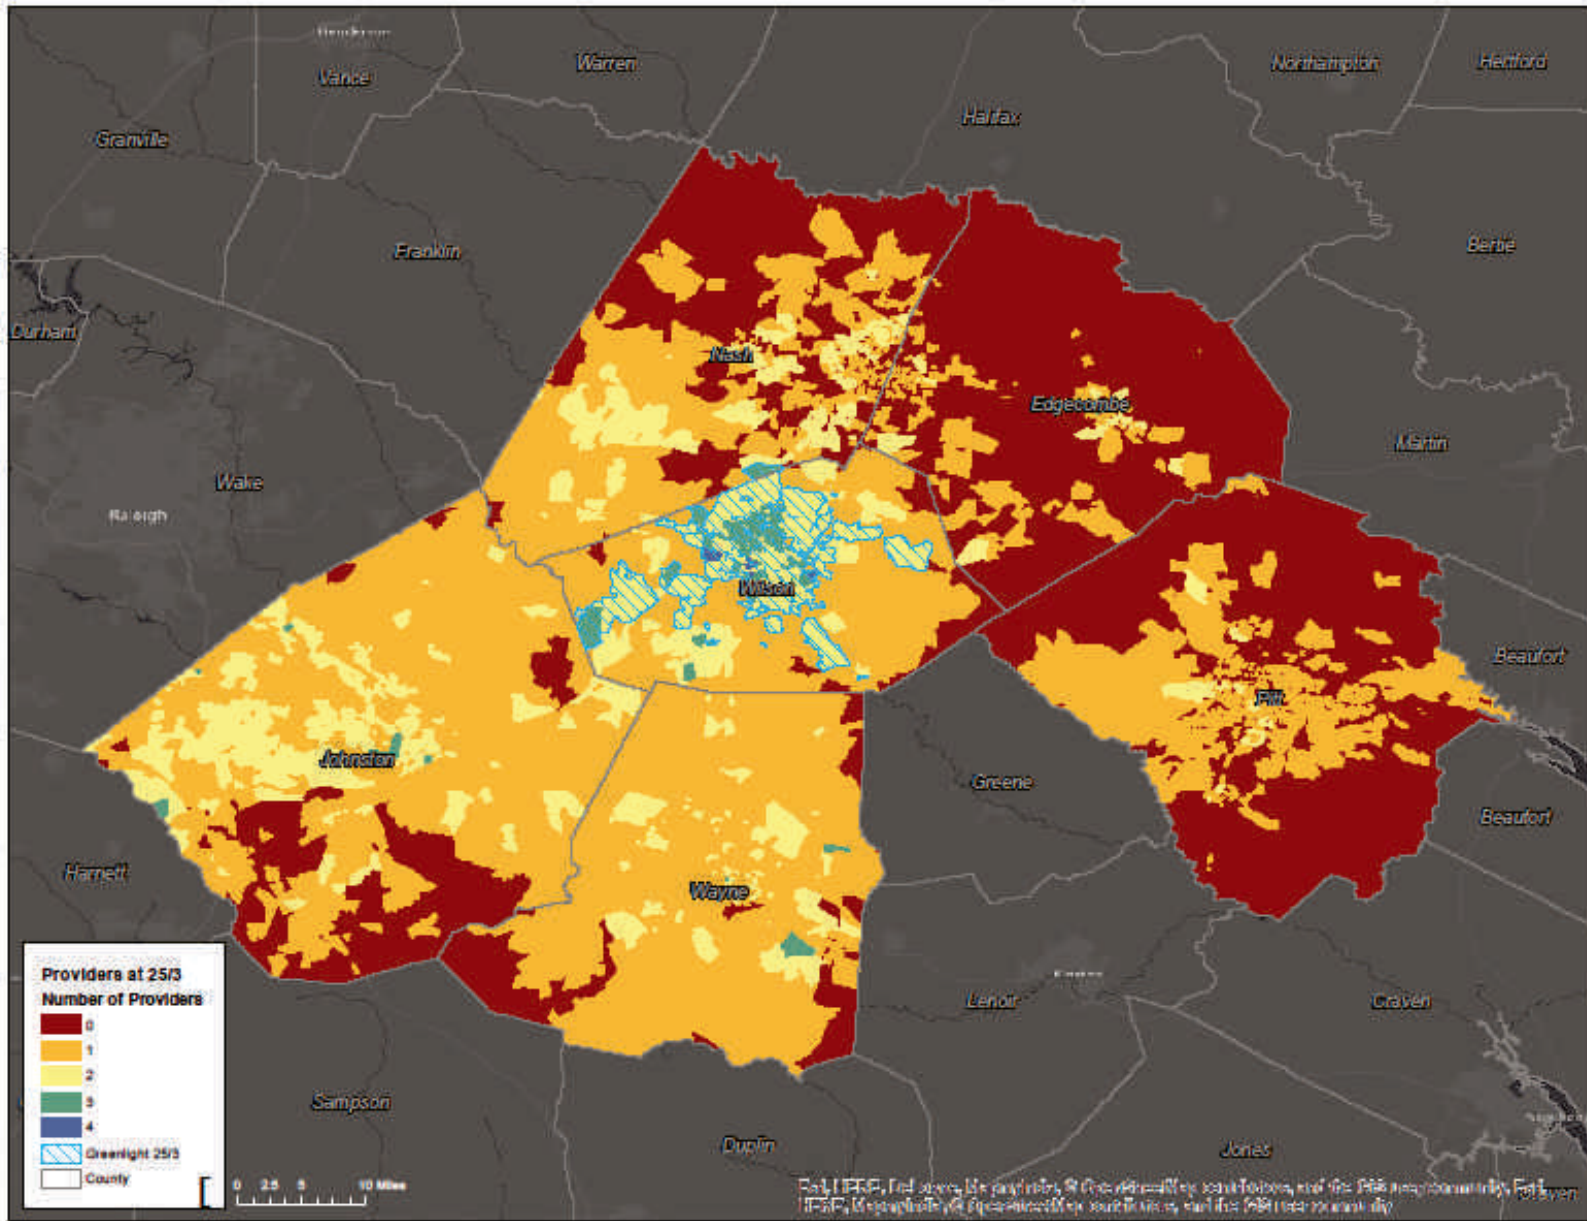 Henderson
Vance
Warren
Northampton
Hertford
Halifax
Granville
Franklin
Bertie
Durham
Nash
Edgecombe
Martin
Wake
Raleigh
Wilson
Beaufort
Pitt
Johnston
Greene
Beaufort
Harnett
Wayne
Providers at 25/3
Number of Providers
0
1
2
3
4
Greenlight 25/3
County
0 2.5 5 10 Miles
Kinston
Lenoir
Craven
Sampson
Duplin
Jones